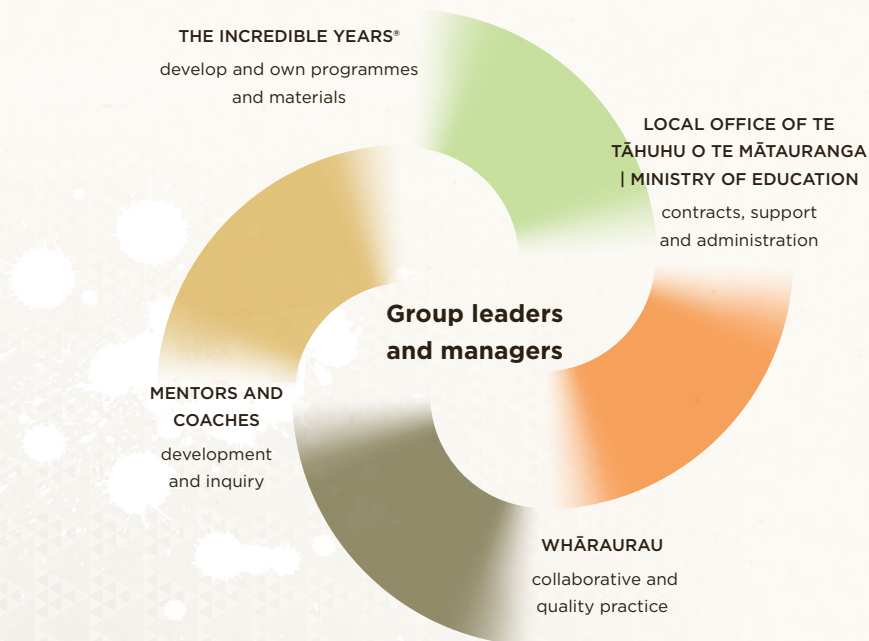 THE INCREDIBLE YEARS®
develop and own programmes
and materials
LOCAL OFFICE OF TE
TĀHUHU O TE MĀTAURANGA
| MINISTRY OF EDUCATION
contracts, support
and administration
Group leaders
and managers
MENTORS AND
COACHES
development
and inquiry
WHĀRAURAU
collaborative and
quality practice